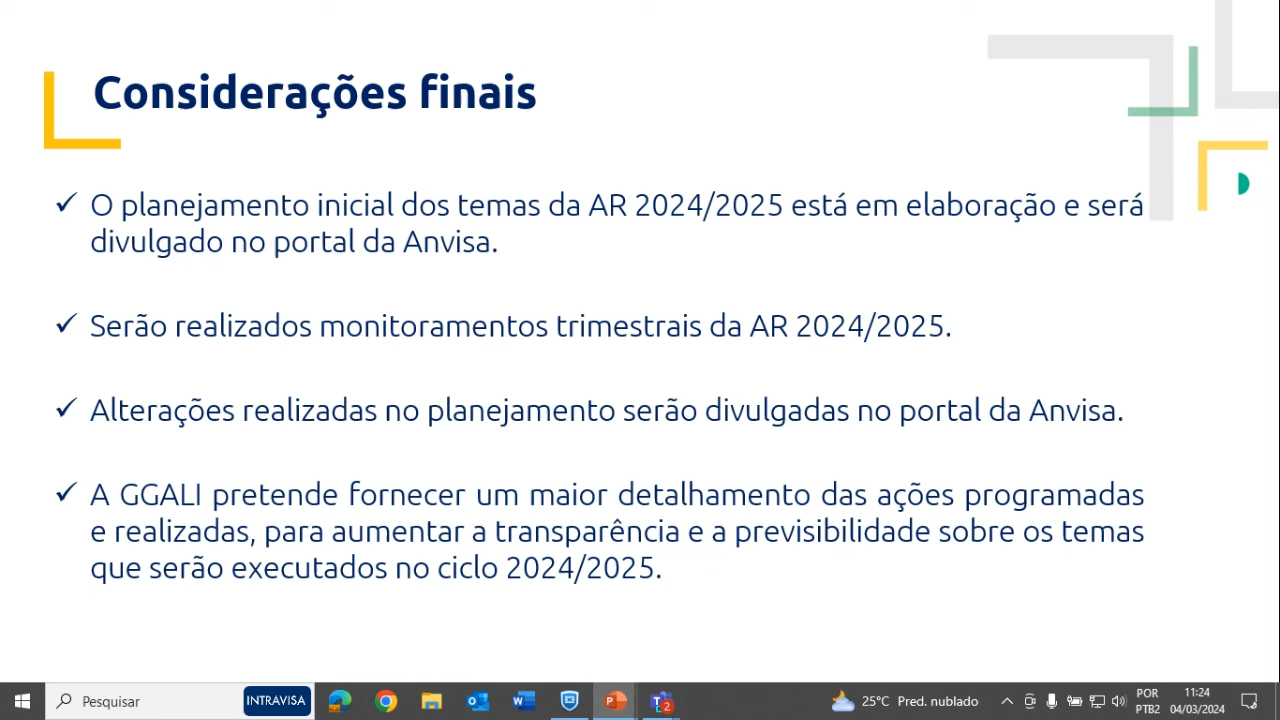 Considerações finais
✓ O planejamento inicial dos temas da AR 2024/2025 está em elaboração e será
divulgado no portal da Anvisa.
✓ Serão realizados monitoramentos trimestrais da AR 2024/2025.
✓ Alterações realizadas no planejamento serão divulgadas no portal da Anvisa.
✓ A GGALI pretende fornecer um maior detalhamento das ações programadas
e realizadas, para aumentar a transparência e a previsibilidade sobre os temas
que serão executados no ciclo 2024/2025.
Pesquisar
INTRAVISA
2
25°C Pred. nublado
POR
PTB2
11:24
04/03/2024